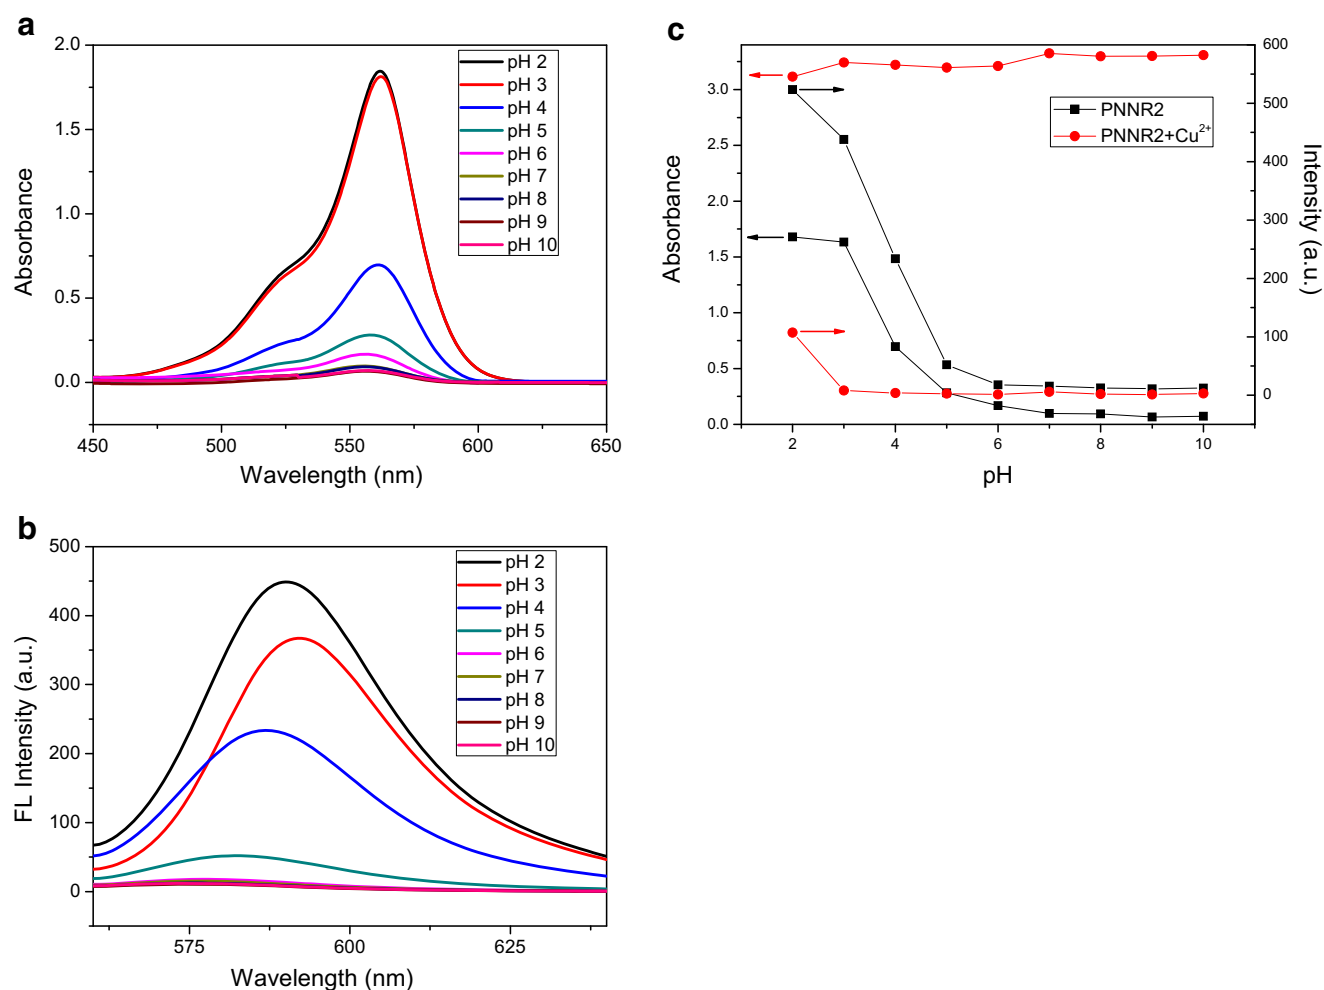 a
2.0
1.5
1.0
0.5
0.0
Absorbance
450
500
550
600
650
Wavelength (nm)
pH 2
pH 3
pH 4
pH 5
pH 6
pH 7
pH 8
pH 9
pH 10
b
500
400
300
200
100
0
FL Intensity (a.u.)
575
600
625
Wavelength (nm)
pH 2
pH 3
pH 4
pH 5
pH 6
pH 7
pH 8
pH 9
pH 10
c
3.0
2.5
2.0
1.5
1.0
0.5
0.0
Absorbance
2
4
6
8
10
pH
600
500
400
300
200
100
0
Intensity (a.u.)
PNNR2
PNNR2+Cu²⁺